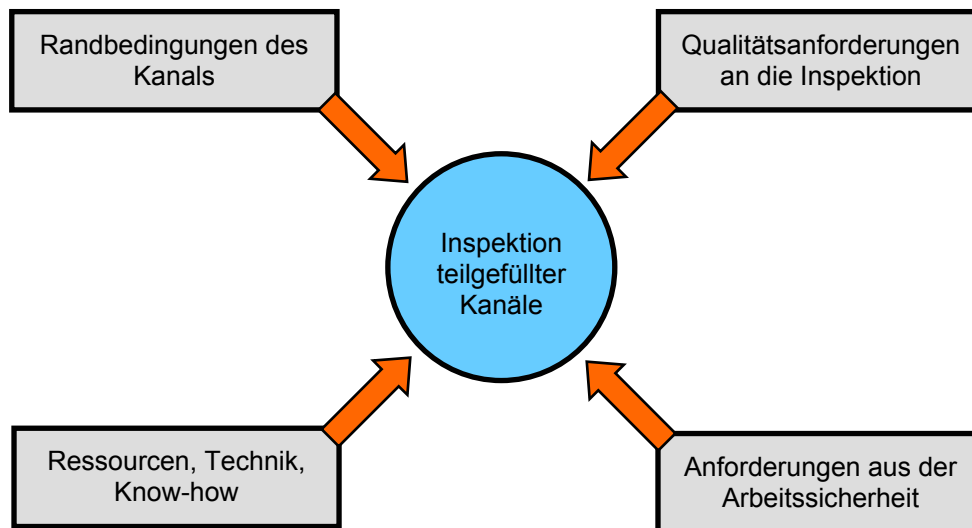 Randbedingungen des
Kanals
Qualitätsanforderungen
an die Inspektion
Inspektion
teilgefüllter
Kanäle
Ressourcen, Technik,
Know-how
Anforderungen aus der
Arbeitssicherheit